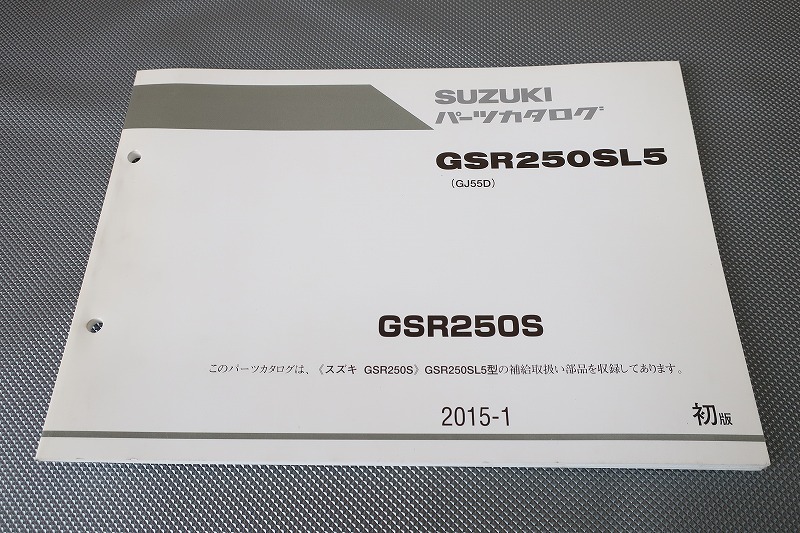 SUZUKI
パーツカタログ
GSR250SL5
(GJ55D)
GSR250S
このパーツカタログは、《スズキ GSR250S》GSR250SL5型の補給取扱い部品を収録してあります。
2015-1 初版